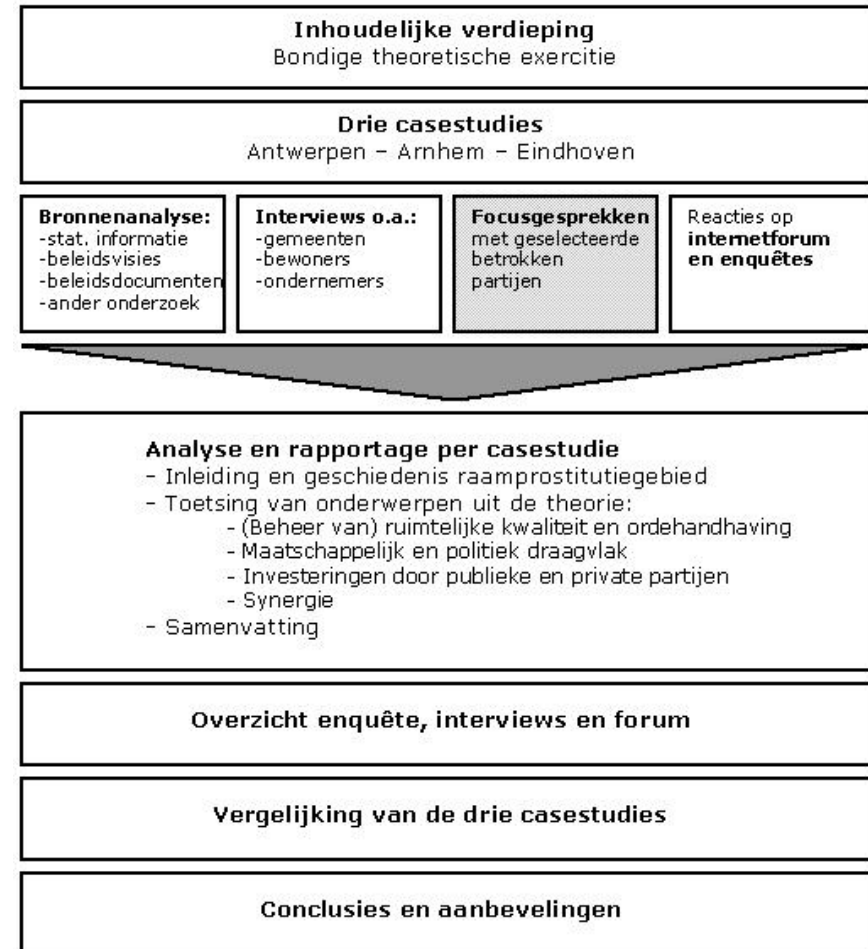 Inhoudelijke verdieping
Bondige theoretische exercitie
Drie casestudies
Antwerpen – Arnhem – Eindhoven
Bronnenanalyse:
-stat. informatie
-beleidsvisies
-beleidsdocumenten
-ander onderzoek
Interviews o.a.:
-gemeenten
-bewoners
-ondernemers
Focusgesprekken
met geselecteerde
betrokken
partijen
Reacties op
internetforum
en enquêtes
Analyse en rapportage per casestudie
- Inleiding en geschiedenis raamprostitutiegebied
- Toetsing van onderwerpen uit de theorie:
- (Beheer van) ruimtelijke kwaliteit en ordehandhaving
- Maatschappelijk en politiek draagvlak
- Investeringen door publieke en private partijen
- Synergie
- Samenvatting
Overzicht enquête, interviews en forum
Vergelijking van de drie casestudies
Conclusies en aanbevelingen